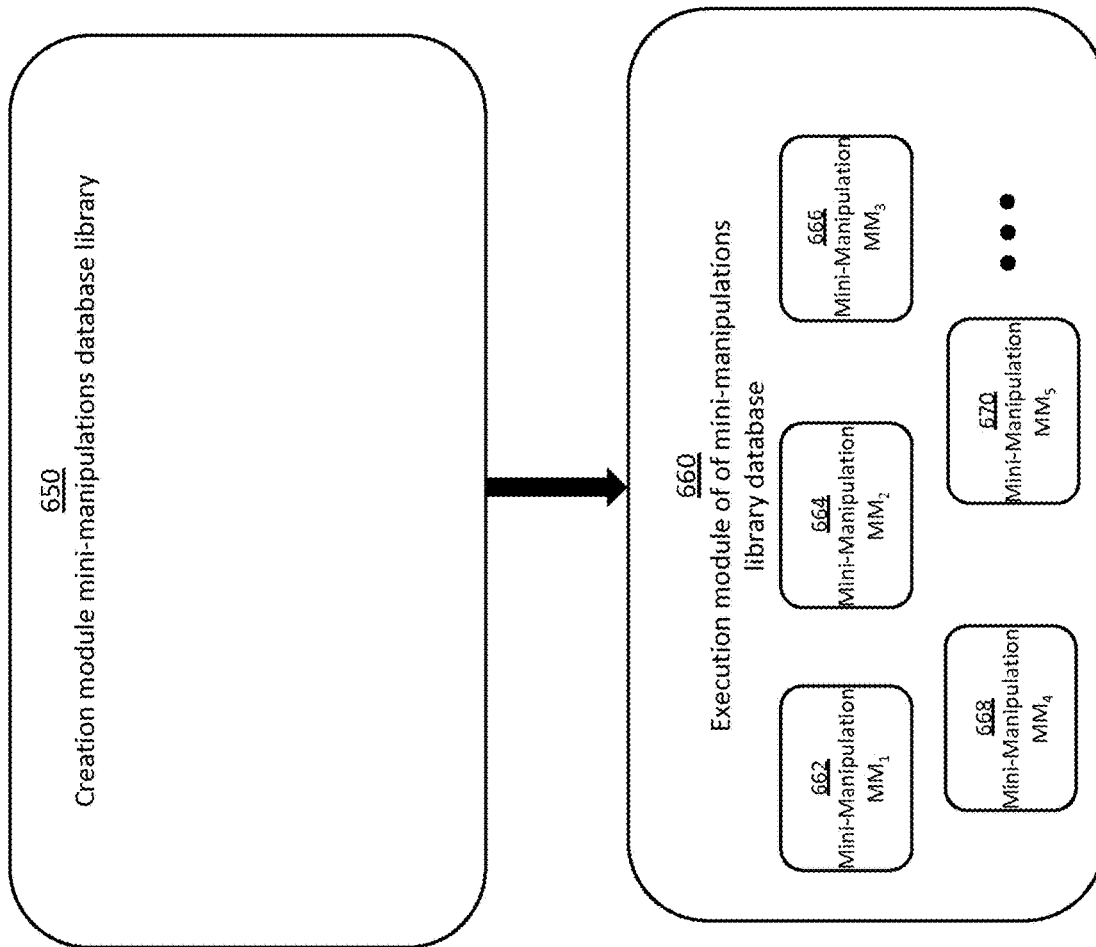 650
Creation module mini-manipulations database library
660
Execution module of of mini-manipulations
library database
662
Mini-Manipulation
MM₁
664
Mini-Manipulation
MM₂
666
Mini-Manipulation
MM₃
668
Mini-Manipulation
MM₄
670
Mini-Manipulation
MM₅